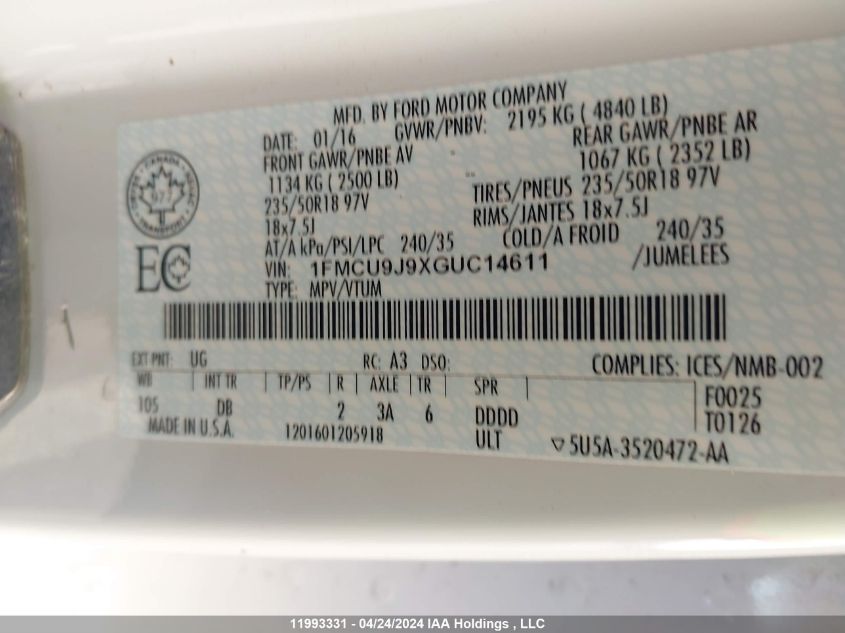 MFD. BY FORD MOTOR COMPANY
DATE: 01/16 GVWR/PNBV: 2195 KG ( 4840 LB)
FRONT GAWR/PNBE AV REAR GAWR/PNBE AR
1134 KG ( 2500 LB) 1067 KG ( 2352 LB)
235/50R18 97V TIRES/PNEUS 235/50R18 97V
18x7.5J RIMS/JANTES 18x7.5J
AT/A kPa/PSI/LPC 240/35 COLD/A FROID 240/35
VIN: 1FMCU9J9XGUC14611 /JUMELEES
TYPE: MPV/VTUM
CANADA
TRANSPORT
EC
EXT PNT: UG RC: A3 DSO: COMPLIES: ICES/NMB-002
WB INT TR TP/PS R AXLE TR SPR F0025
105 DB 2 3A 6 DDDD T0126
MADE IN U.S.A. 1201601205918 ULT ▽5U5A-3520472-AA
11993331 - 04/24/2024 IAA Holdings , LLC